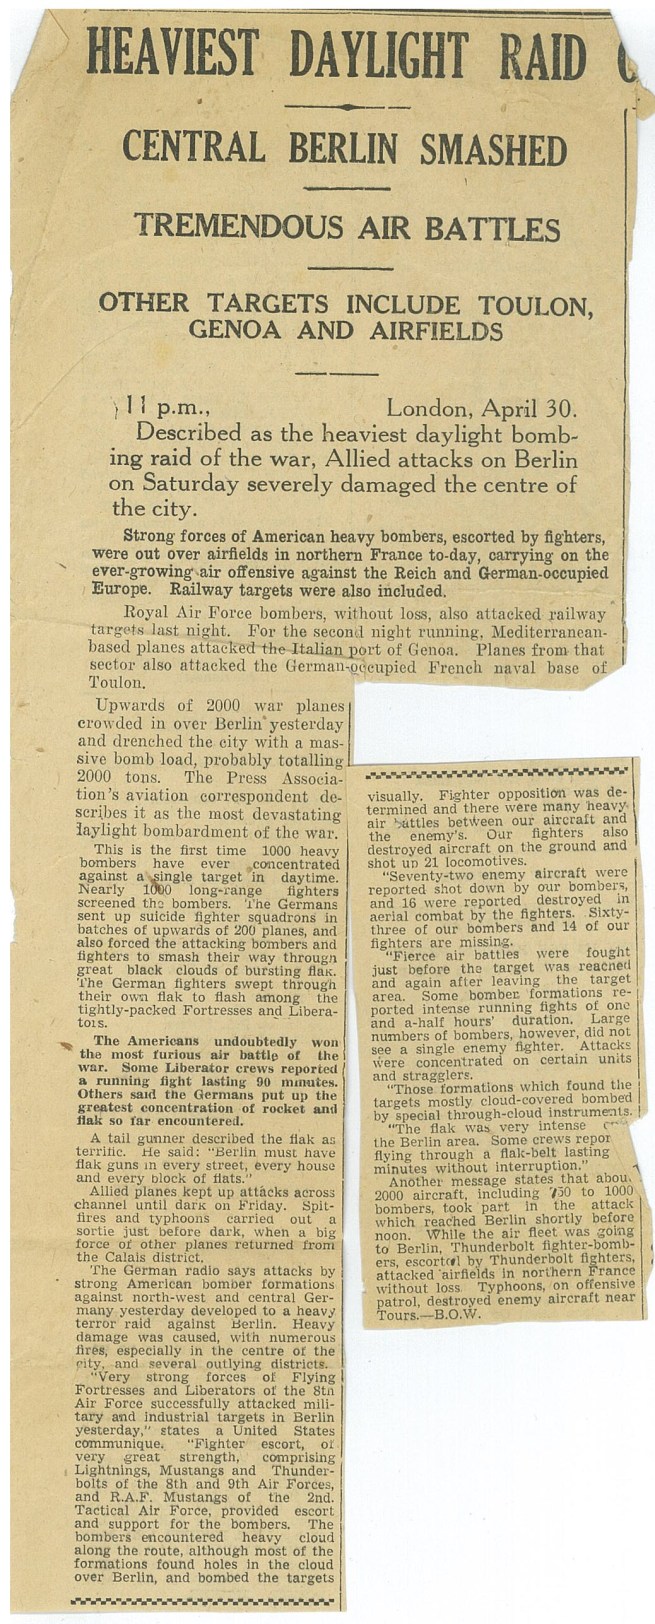 HEAVIEST DAYLIGHT RAID
CENTRAL BERLIN SMASHED
TREMENDOUS AIR BATTLES
OTHER TARGETS INCLUDE TOULON,
GENOA AND AIRFIELDS
11 p.m., London, April 30.
Described as the heaviest daylight bomb-
ing raid of the war, Allied attacks on Berlin
on Saturday severely damaged the centre of
the city.
Strong forces of American heavy bombers, escorted by fighters,
were out over airfields in northern France to-day, carrying on the
ever-growing air offensive against the Reich and German-occupied
Europe. Railway targets were also included.
Royal Air Force bombers, without loss, also attacked railway
targets last night. For the second night running, Mediterranean-
based planes attacked the Italian port of Genoa. Planes from that
sector also attacked the German-occupied French naval base of
Toulon.
Upwards of 2000 war planes
crowded in over Berlin yesterday
and drenched the city with a mas-
sive bomb load, probably totalling
2000 tons. The Press Associa-
tion's aviation correspondent de-
scribes it as the most devastating
daylight bombardment of the war.
This is the first time 1000 heavy
bombers have ever concentrated
against a single target in daytime.
Nearly 1000 long-range fighters
screened the bombers. The Germans
sent up suicide fighter squadrons in
batches of upwards of 200 planes, and
also forced the attacking bombers and
fighters to smash their way through
great black clouds of bursting flak.
The German fighters swept through
their own flak to flash among the
tightly-packed Fortresses and Libera-
tors.
The Americans undoubtedly won
the most furious air battle of the
war. Some Liberator crews reported
a running fight lasting 90 minutes.
Others said the Germans put up the
greatest concentration of rocket and
flak so far encountered.
A tail gunner described the flak as
terrific. He said: "Berlin must have
flak guns in every street, every house
and every block of flats."
Allied planes kept up attacks across
channel until dark on Friday. Spit-
fires and typhoons carried out a
sortie just before dark, when a big
force of other planes returned from
the Calais district.
The German radio says attacks by
strong American bomber formations
against north-west and central Ger-
many yesterday developed to a heavy
terror raid against Berlin. Heavy
damage was caused, with numerous
fires, especially in the centre of the
city, and several outlying districts.
"Very strong forces of Flying
Fortresses and Liberators of the 8th
Air Force successfully attacked mili-
tary and industrial targets in Berlin
yesterday," states a United States
communique. "Fighter escort, of
very great strength, comprising
Lightnings, Mustangs and Thunder-
bolts of the 8th and 9th Air Forces,
and R.A.F. Mustangs of the 2nd.
Tactical Air Force, provided escort
and support for the bombers. The
bombers encountered heavy cloud
along the route, although most of the
formations found holes in the cloud
over Berlin, and bombed the targets
visually. Fighter opposition was de-
termined and there were many heavy
air battles between our aircraft and
the enemy's. Our fighters also
destroyed aircraft on the ground and
shot up 21 locomotives.
"Seventy-two enemy aircraft were
reported shot down by our bombers,
and 16 were reported destroyed in
aerial combat by the fighters. Sixty-
three of our bombers and 14 of our
fighters are missing.
"Fierce air battles were fought
just before the target was reached
and again after leaving the target
area. Some bomber formations re-
ported intense running fights of one
and a-half hours' duration. Large
numbers of bombers, however, did not
see a single enemy fighter. Attacks
were concentrated on certain units
and stragglers.
"Those formations which found the
targets mostly cloud-covered bombed
by special through-cloud instruments.
"The flak was very intense
the Berlin area. Some crews repor
flying through a flak-belt lasting
minutes without interruption."
Another message states that about
2000 aircraft, including 750 to 1000
bombers, took part in the attack
which reached Berlin shortly before
noon. While the air fleet was going
to Berlin, Thunderbolt fighter-bomb-
ers, escorted by Thunderbolt fighters,
attacked airfields in northern France
without loss. Typhoons, on offensive
patrol, destroyed enemy aircraft near
Tours.—B.O.W.